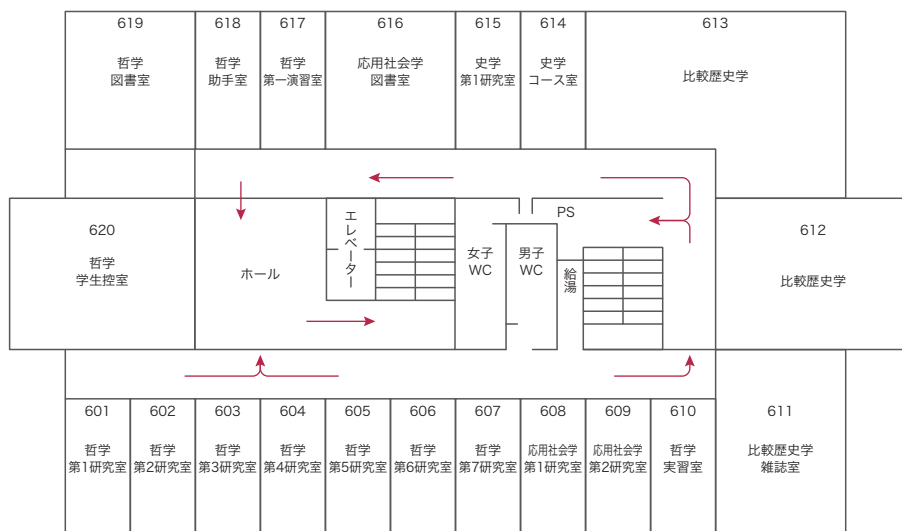 619
哲学
図書室
618
哲学
助手室
617
哲学
第一演習室
616
応用社会学
図書室
615
史学
第1研究室
614
史学
コース室
613
比較歴史学
620
哲学
学生控室
ホール
エレベーター
女子
WC
男子
WC
PS
給湯
612
比較歴史学
601
哲学
第1研究室
602
哲学
第2研究室
603
哲学
第3研究室
604
哲学
第4研究室
605
哲学
第5研究室
606
哲学
第6研究室
607
哲学
第7研究室
608
応用社会学
第1研究室
609
応用社会学
第2研究室
610
哲学
実習室
611
比較歴史学
雑誌室